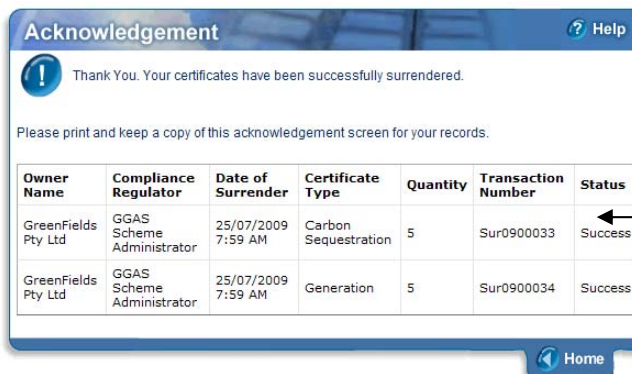 Acknowledgement
Help
Thank You. Your certificates have been successfully surrendered.
Please print and keep a copy of this acknowledgement screen for your records.
Owner Name Compliance Regulator Date of Surrender Certificate Type Quantity Transaction Number Status
GreenFields Pty Ltd GGAS Scheme Administrator 25/07/2009 7:59 AM Carbon Sequestration 5 Sur0900033 Success
GreenFields Pty Ltd GGAS Scheme Administrator 25/07/2009 7:59 AM Generation 5 Sur0900034 Success
Home